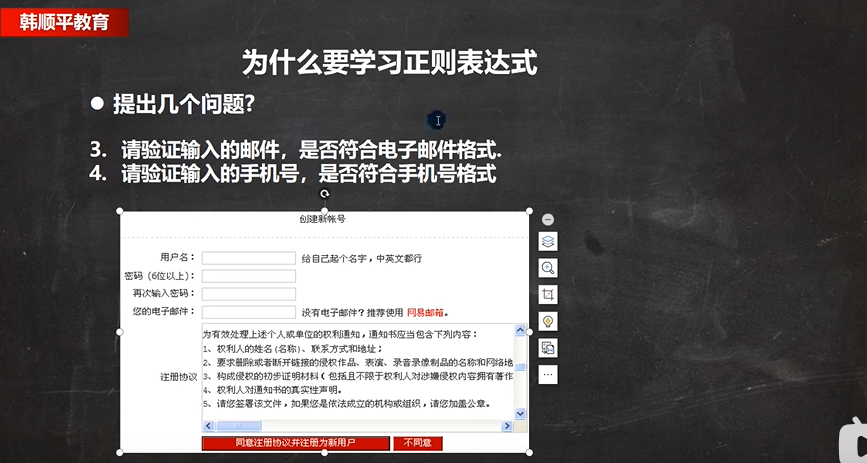 韩顺平教育
为什么要学习正则表达式
● 提出几个问题?
3. 请验证输入的邮件，是否符合电子邮件格式.
4. 请验证输入的手机号，是否符合手机号格式
创建新帐号
用户名： 给自己起个名字，中英文都行
密码（6位以上）：
再次输入密码：
您的电子邮件： 没有电子邮件？推荐使用 网易邮箱。
为有效处理上述个人或单位的权利通知，通知书应当包含下列内容：
1、权利人的姓名(名称)、联系方式和地址；
2、要求删除或者断开链接的侵权作品、表演、录音录像制品的名称和网络地
注册协议 3、构成侵权的初步证明材料（包括且不限于权利人对涉嫌侵权内容拥有著作
4、权利人对通知书的真实性声明。
5、请您签署该文件，如果您是依法成立的机构或组织，请您加盖公章。
同意注册协议并注册为新用户 不同意